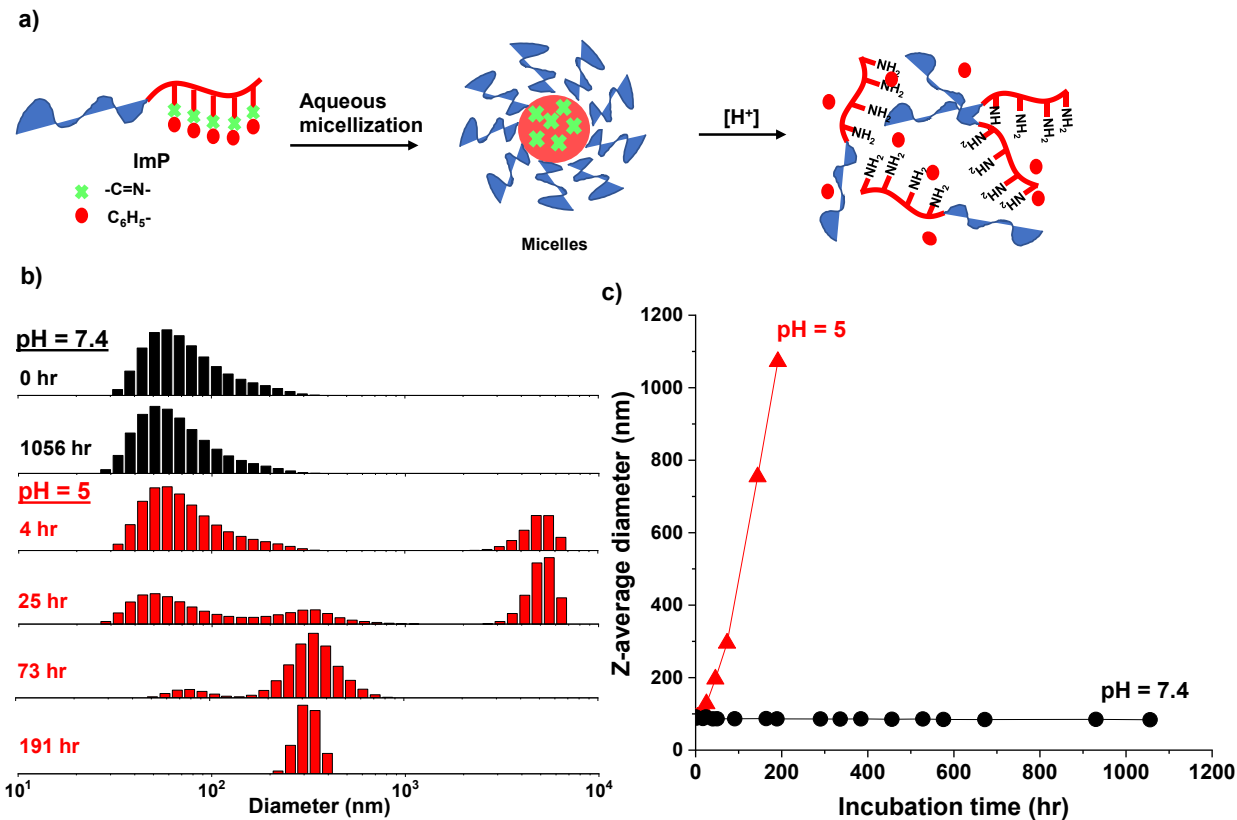 a)
Aqueous
micellization
[H⁺]
ImP
-C=N-
C₆H₅-
Micelles
NH₂
NH₂
NH₂
NH₂
NH₂
NH₂
NH₂
NH₂
NH
NH₂
NH₂
NH₂
NH₂
NH₂
NH₂
NH₂
b)
pH = 7.4
0 hr
1056 hr
pH = 5
4 hr
25 hr
73 hr
191 hr
10¹ 10² 10³ 10⁴
Diameter (nm)
c)
1200
1000
800
600
400
200
0
Z-average diameter (nm)
pH = 5
pH = 7.4
0 200 400 600 800 1000 1200
Incubation time (hr)